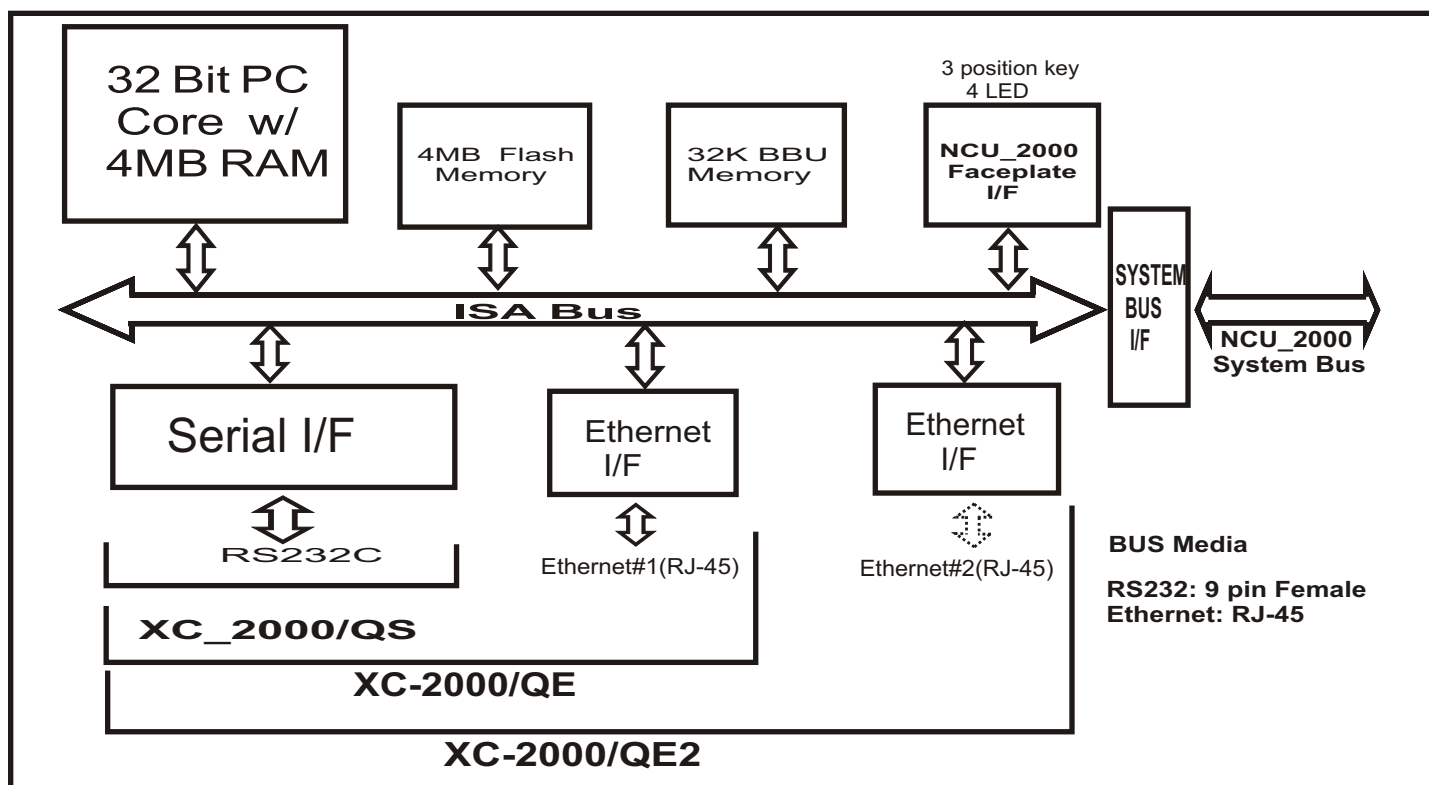 32 Bit PC
Core w/
4MB RAM
4MB Flash
Memory
32K BBU
Memory
3 position key
4 LED
NCU_2000
Faceplate
I/F
SYSTEM
BUS
I/F
ISA Bus
NCU_2000
System Bus
Serial I/F
Ethernet
I/F
Ethernet
I/F
RS232C
Ethernet#1(RJ-45)
Ethernet#2(RJ-45)
BUS Media
RS232: 9 pin Female
Ethernet: RJ-45
XC_2000/QS
XC-2000/QE
XC-2000/QE2